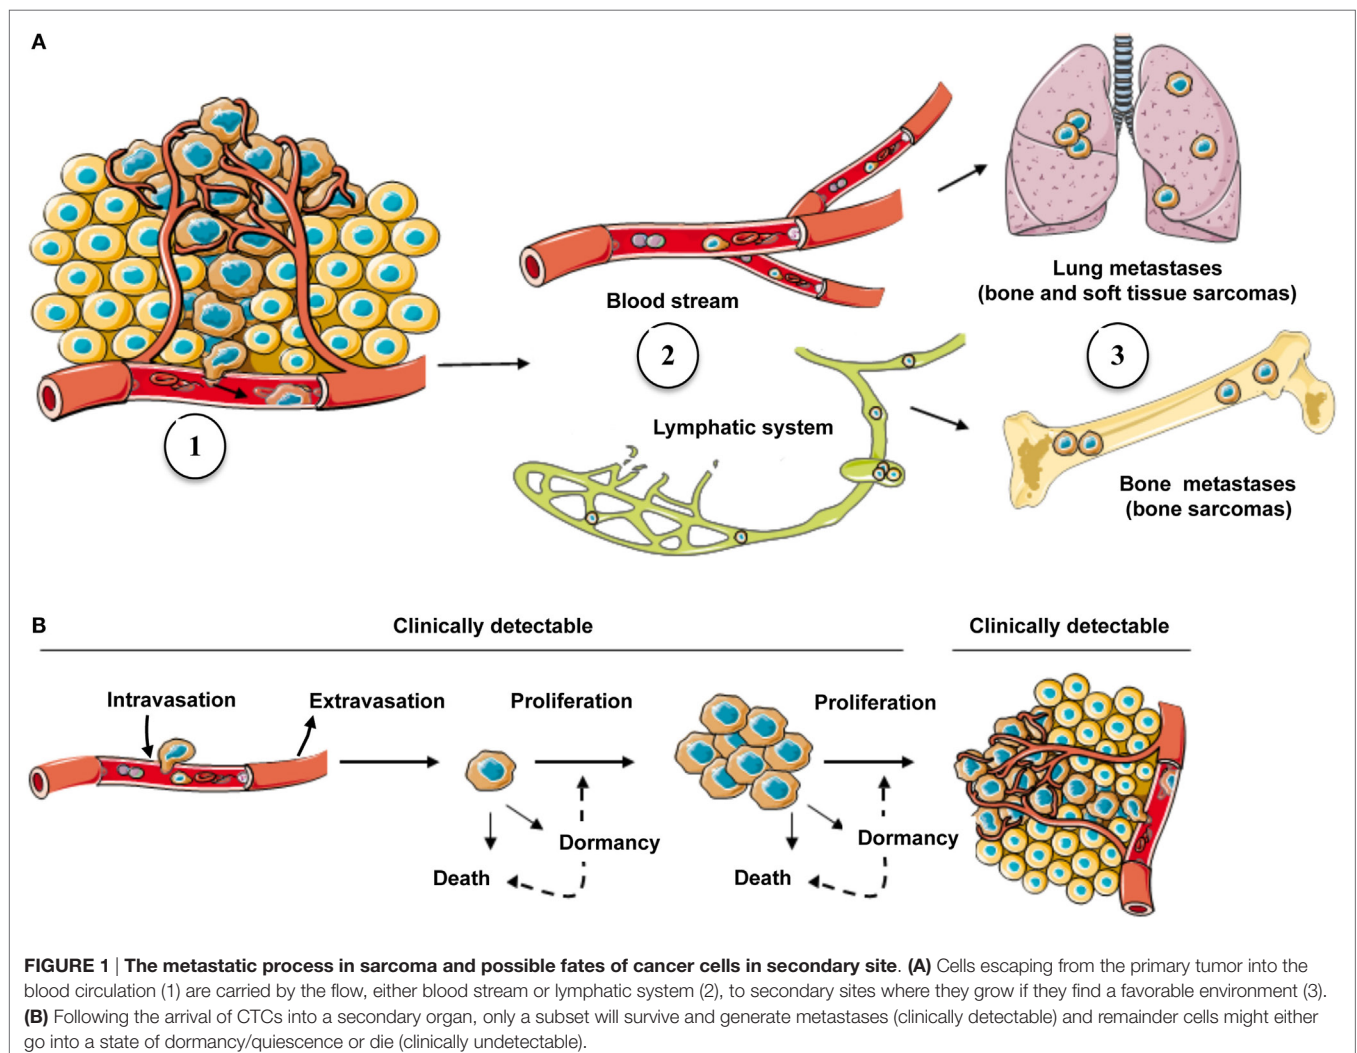 A
Blood stream
Lung metastases
(bone and soft tissue sarcomas)
1
2
3
Lymphatic system
Bone metastases
(bone sarcomas)
B
Clinically detectable
Clinically detectable
Intravasation
Extravasation
Proliferation
Proliferation
Dormancy
Death
Dormancy
Death
FIGURE 1 | The metastatic process in sarcoma and possible fates of cancer cells in secondary site. (A) Cells escaping from the primary tumor into the
blood circulation (1) are carried by the flow, either blood stream or lymphatic system (2), to secondary sites where they grow if they find a favorable environment (3).
(B) Following the arrival of CTCs into a secondary organ, only a subset will survive and generate metastases (clinically detectable) and remainder cells might either
go into a state of dormancy/quiescence or die (clinically undetectable).